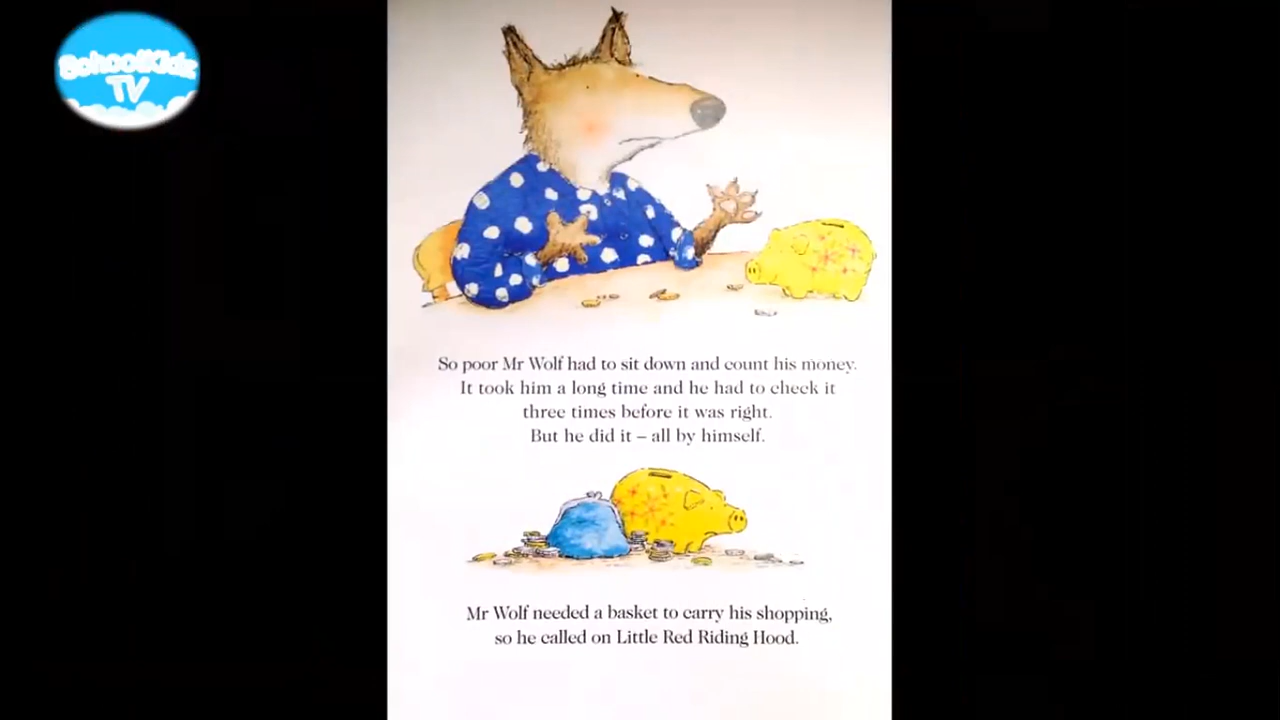 SchoolKidz
TV
So poor Mr Wolf had to sit down and count his money.
It took him a long time and he had to check it
three times before it was right.
But he did it – all by himself.
Mr Wolf needed a basket to carry his shopping,
so he called on Little Red Riding Hood.